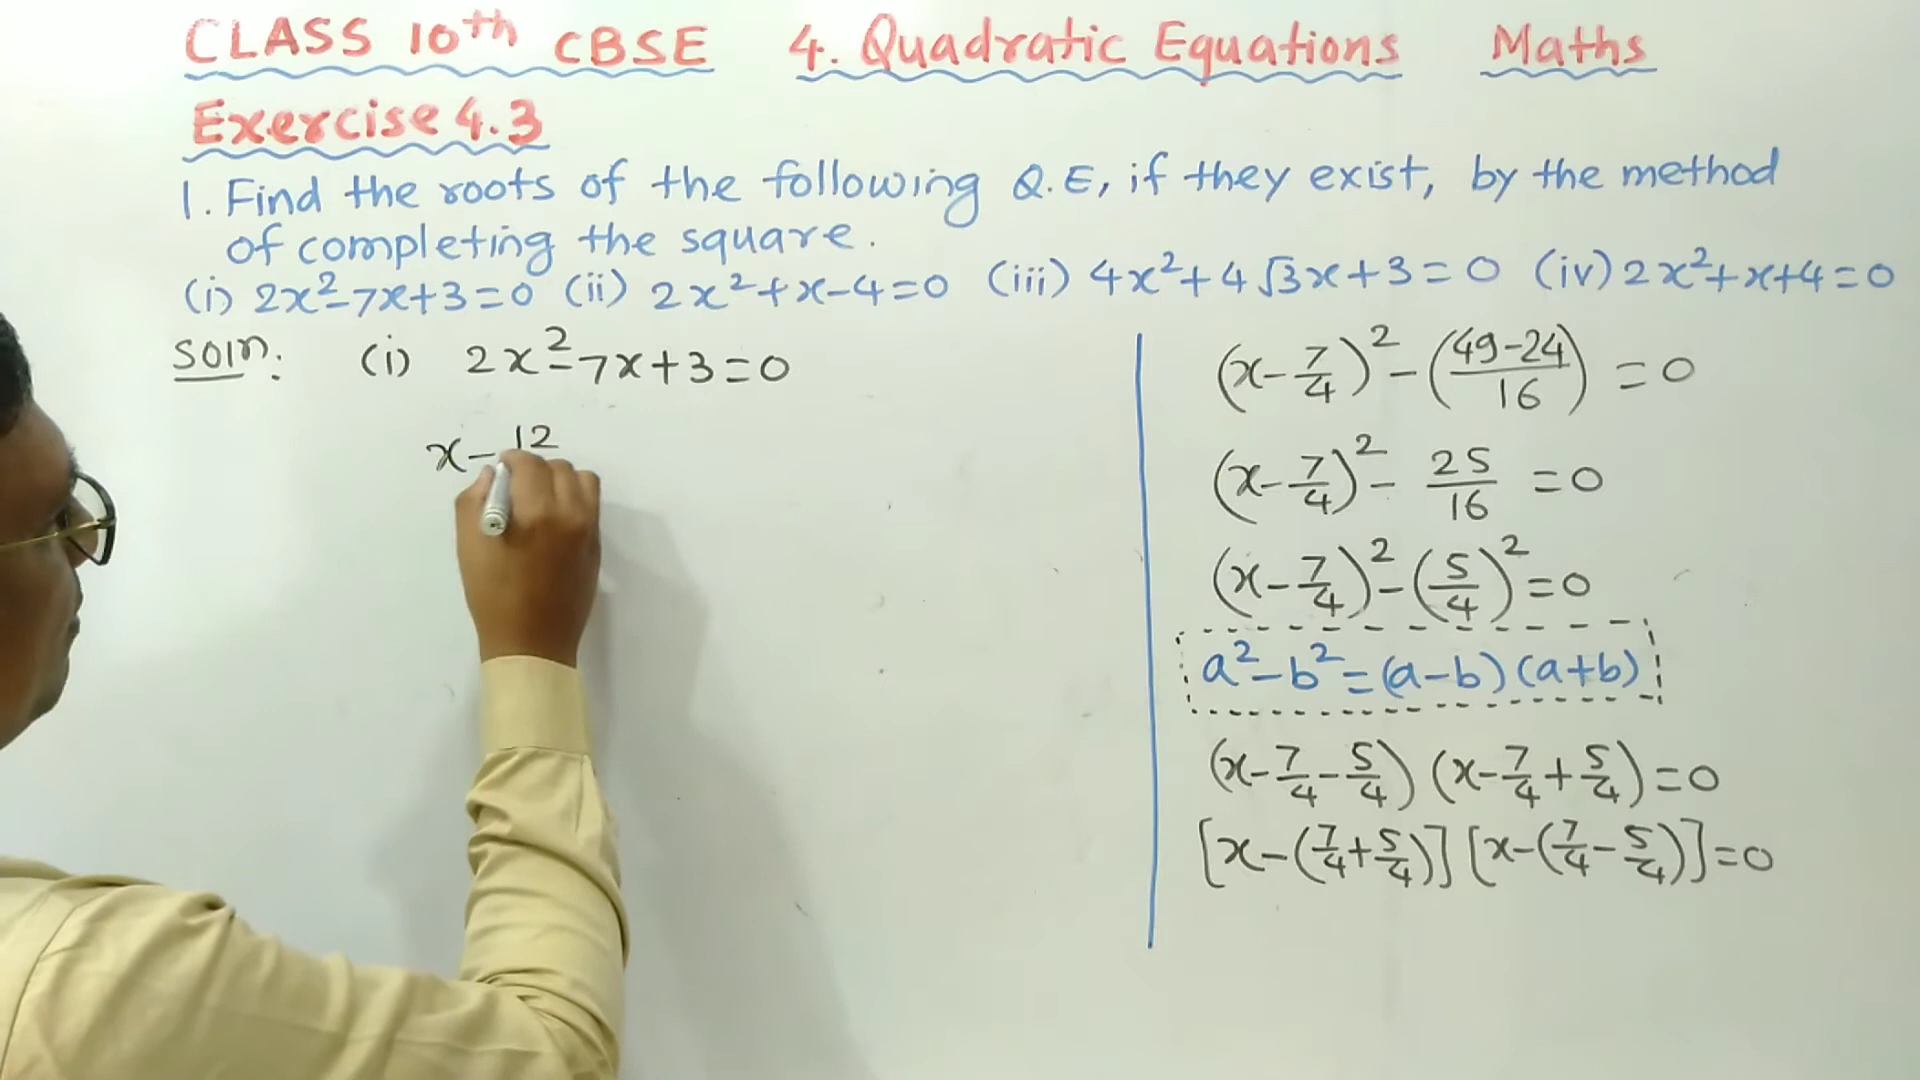 CLASS 10th CBSE 4. Quadratic Equations Maths
Exercise 4.3
1. Find the roots of the following Q.E, if they exist, by the method
of completing the square.
(i) 2x²-7x+3=0 (ii) 2x²+x-4=0 (iii) 4x²+4√3x+3=0 (iv) 2x²+x+4=0
Soln: (i) 2x²-7x+3=0
x-12
(x-7/4)²-(49-24/16)=0
(x-7/4)²-25/16=0
(x-7/4)²-(5/4)²=0
a²-b²=(a-b)(a+b)
(x-7/4-5/4)(x-7/4+5/4)=0
[x-(7/4+5/4)][x-(7/4-5/4)]=0